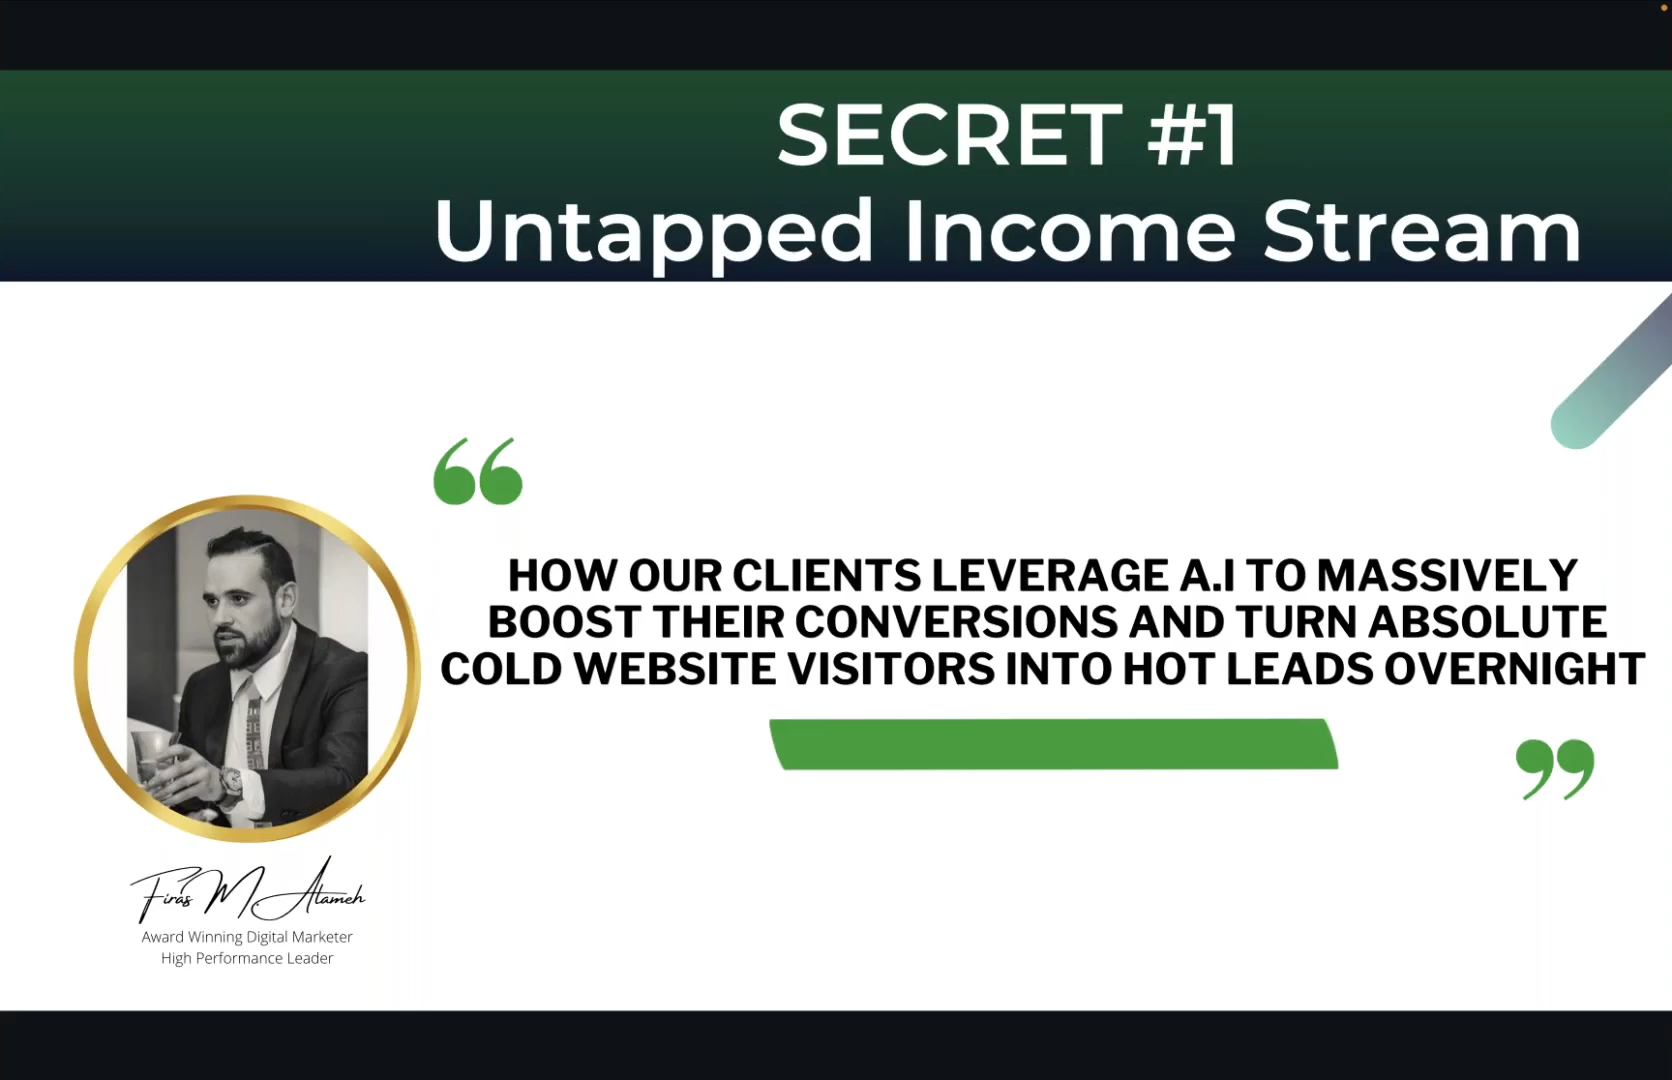 SECRET #1
Untapped Income Stream
“
HOW OUR CLIENTS LEVERAGE A.I TO MASSIVELY
BOOST THEIR CONVERSIONS AND TURN ABSOLUTE
COLD WEBSITE VISITORS INTO HOT LEADS OVERNIGHT
”
Firas M. Alameh
Award Winning Digital Marketer
High Performance Leader